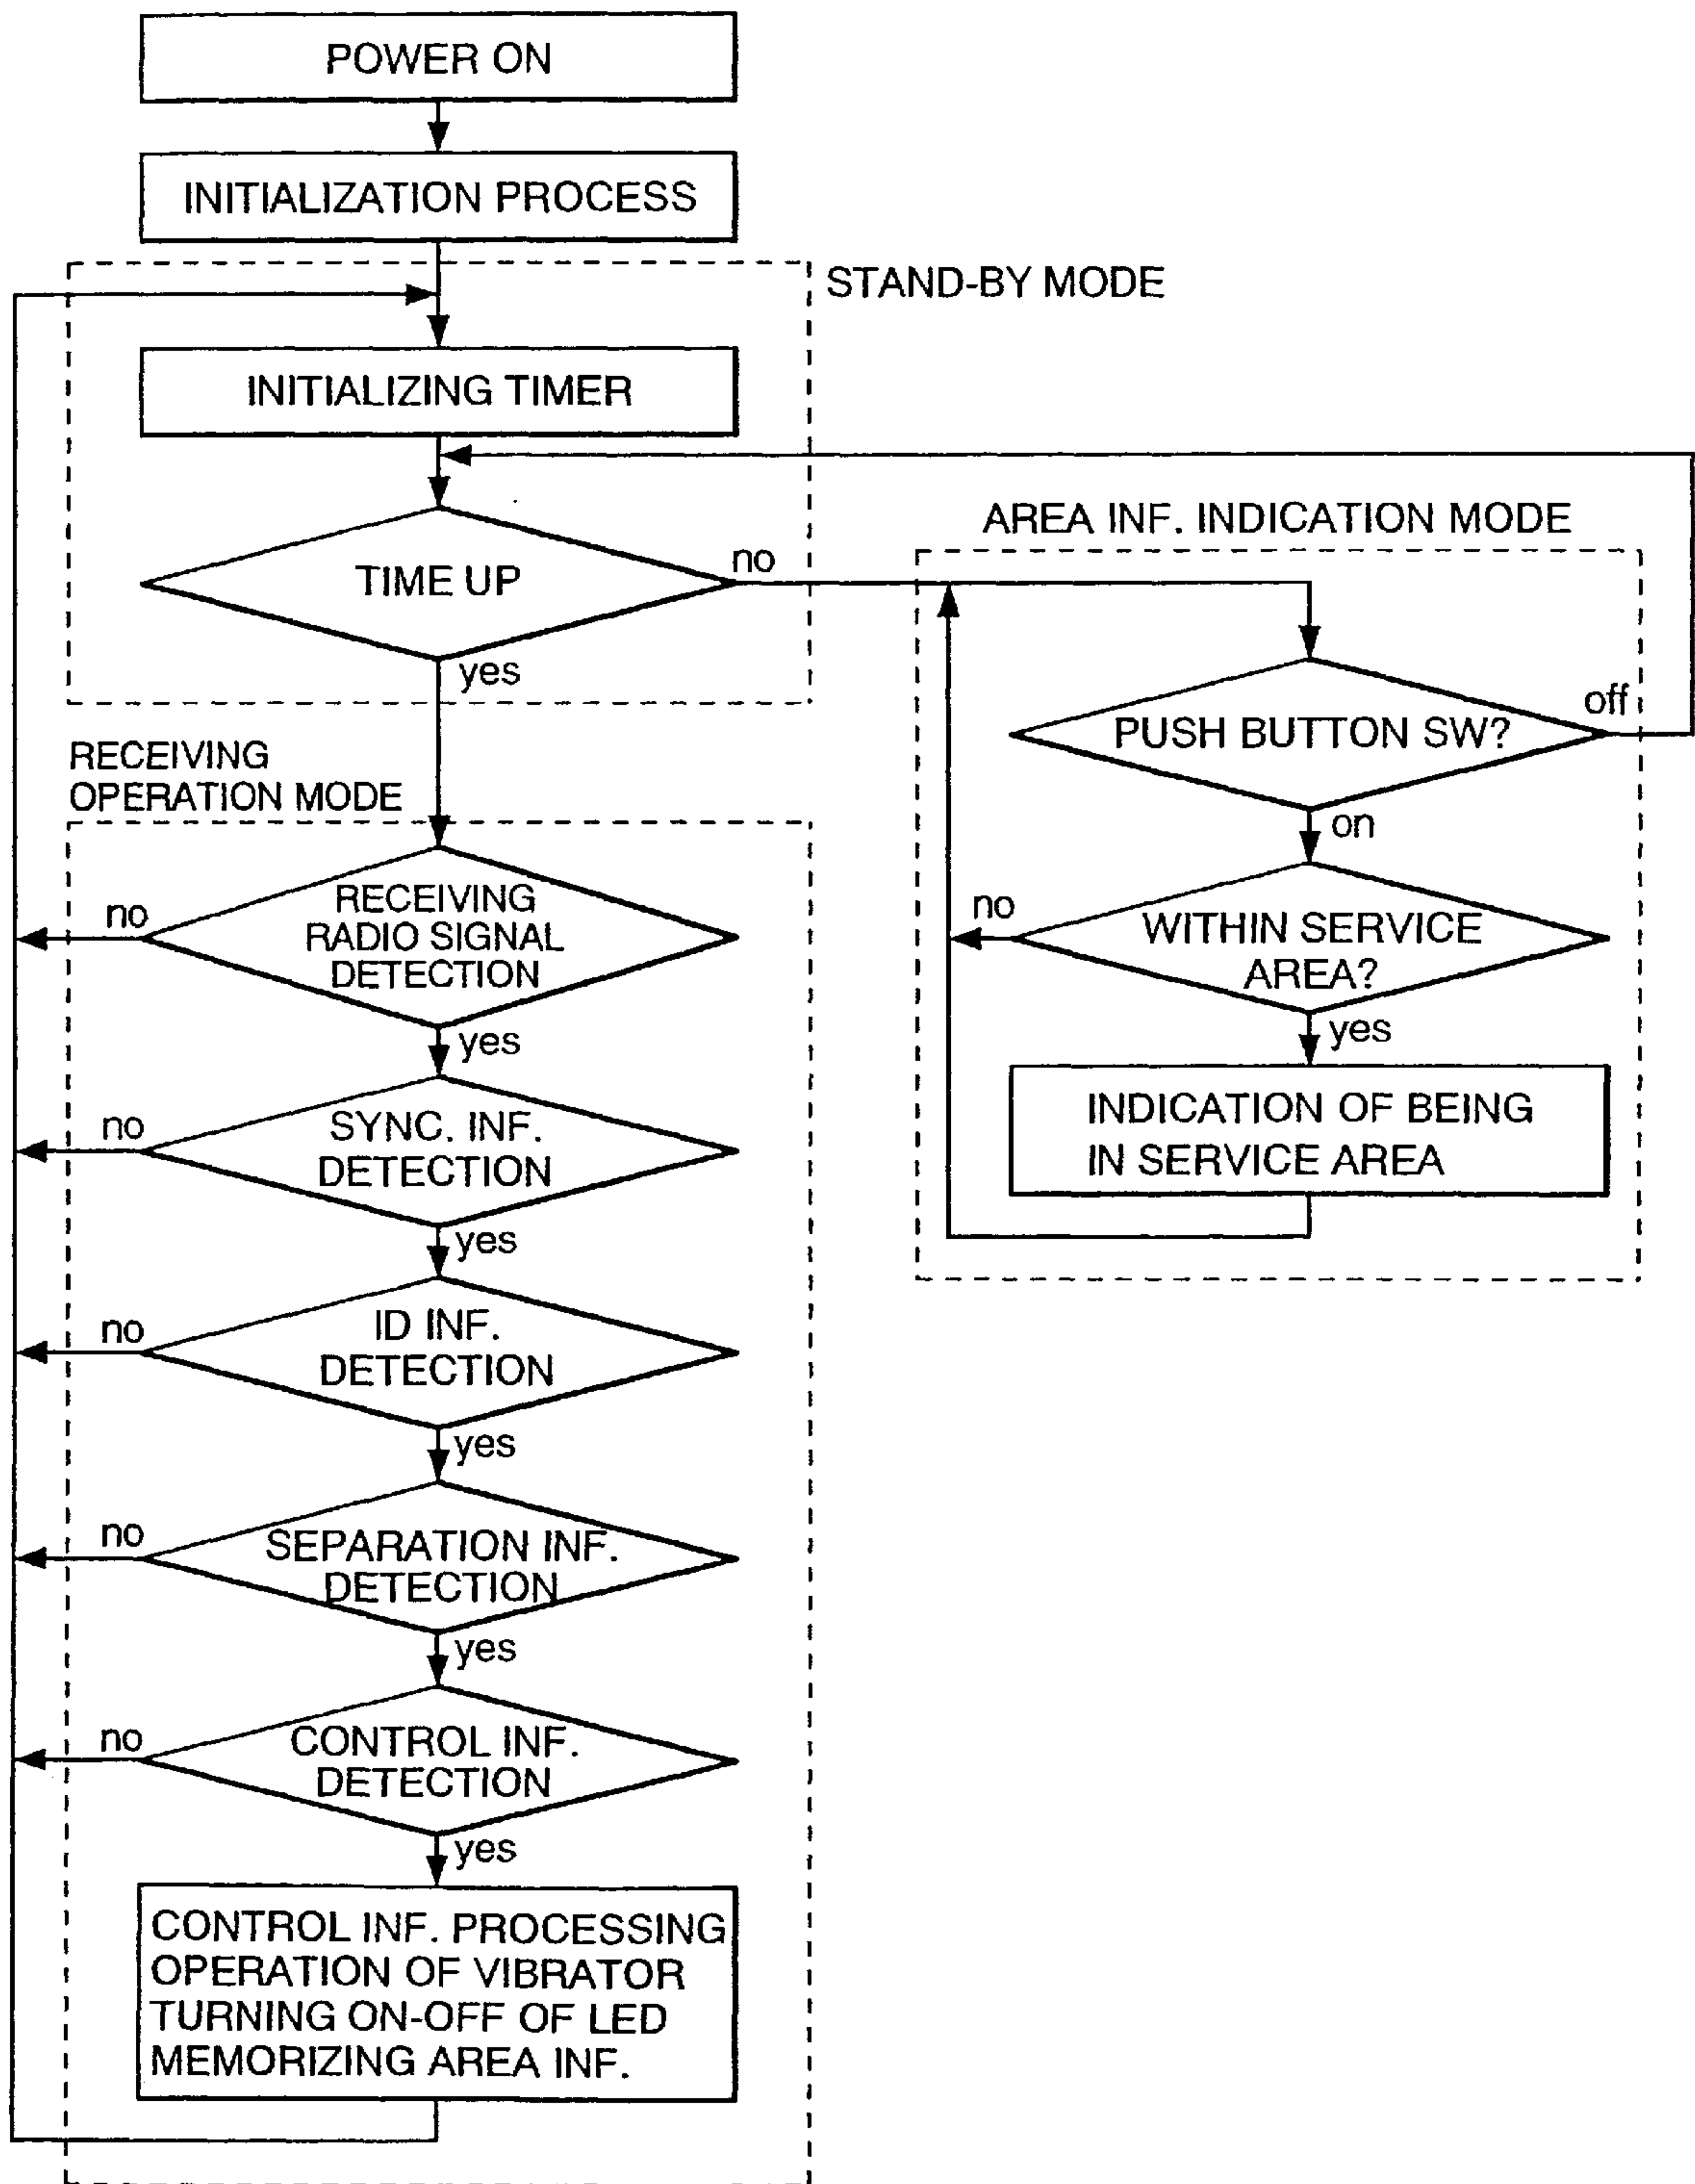 POWER ON
INITIALIZATION PROCESS
STAND-BY MODE
INITIALIZING TIMER
TIME UP
no
yes
AREA INF. INDICATION MODE
PUSH BUTTON SW?
off
on
WITHIN SERVICE
AREA?
no
yes
INDICATION OF BEING
IN SERVICE AREA
RECEIVING
OPERATION MODE
RECEIVING
RADIO SIGNAL
DETECTION
no
yes
SYNC. INF.
DETECTION
no
yes
ID INF.
DETECTION
no
yes
SEPARATION INF.
DETECTION
no
yes
CONTROL INF.
DETECTION
no
yes
CONTROL INF. PROCESSING
OPERATION OF VIBRATOR
TURNING ON-OFF OF LED
MEMORIZING AREA INF.